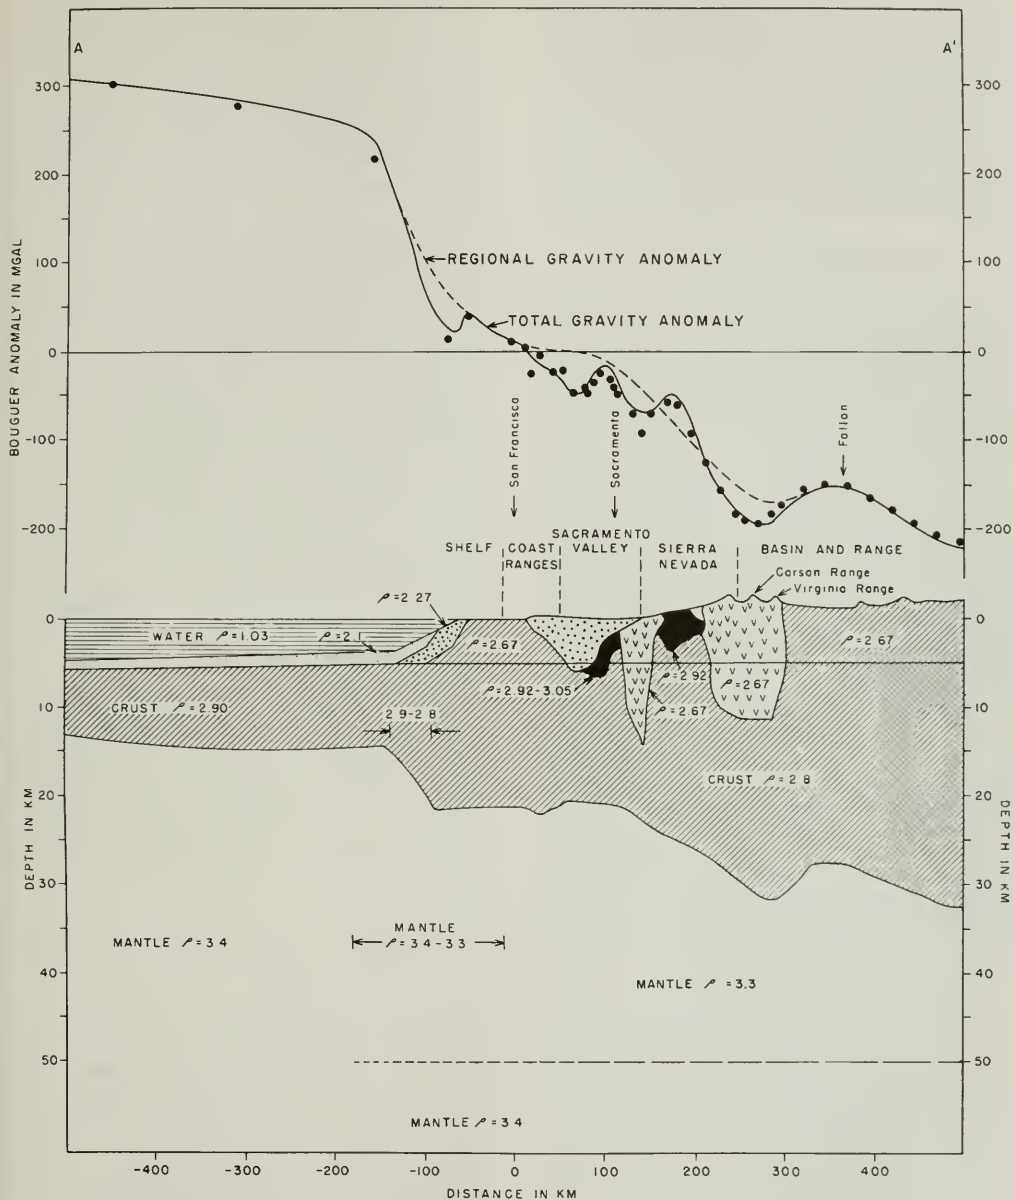 A
A'
300
300
200
200
100
100
0
0
-100
-100
-200
-200
BOUGUER ANOMALY IN MGAL
REGIONAL GRAVITY ANOMALY
TOTAL GRAVITY ANOMALY
San Francisca
Sacramento
Fallon
SHELF
COAST
RANGES
SACRAMENTO
VALLEY
SIERRA
NEVADA
BASIN AND RANGE
Carson Range
Virginia Range
ρ=2 27
WATER ρ=1.03
ρ=2.1
ρ=2.67
ρ=2 67
CRUST ρ=2.90
2 9-2 8
ρ=2.92-3.05
ρ=2.67
ρ=2.92
ρ=2.67
CRUST ρ=2 8
0
0
10
10
20
20
30
30
40
40
50
50
DEPTH IN KM
DEPTH IN KM
MANTLE ρ=3 4
MANTLE
ρ=3 4-3 3
MANTLE ρ =3.3
MANTLE ρ=3 4
-400
-300
-200
-100
0
100
200
300
400
DISTANCE IN KM